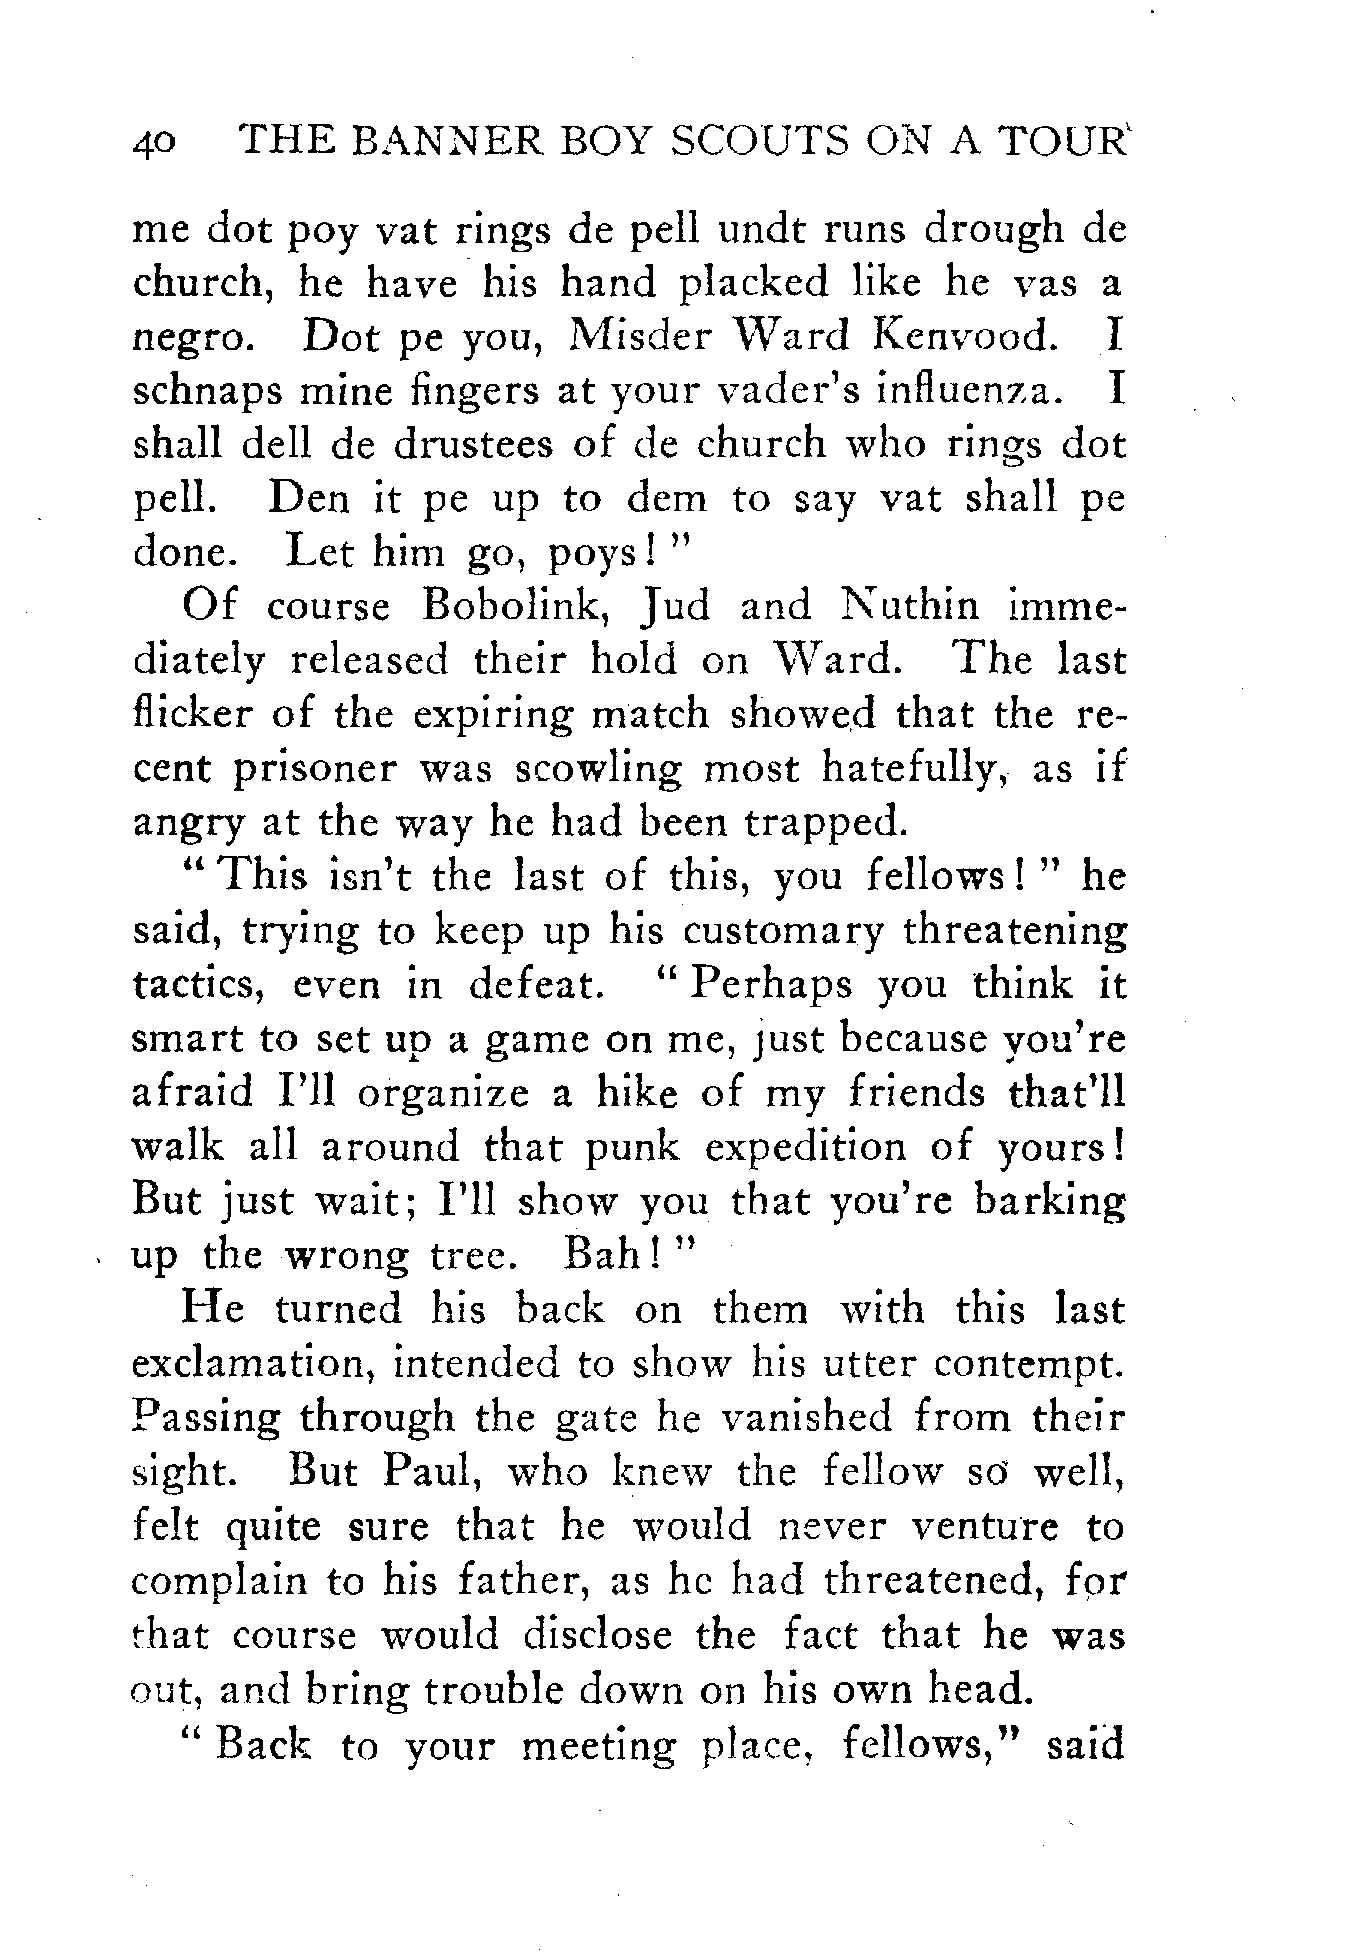 40 THE BANNER BOY SCOUTS ON A TOUR
me dot poy vat rings de pell undt runs drough de
church, he have his hand placked like he vas a
negro. Dot pe you, Misder Ward Kenvood. I
schnaps mine fingers at your vader's influenza. I
shall dell de drustees of de church who rings dot
pell. Den it pe up to dem to say vat shall pe
done. Let him go, poys! "
Of course Bobolink, Jud and Nuthin imme-
diately released their hold on Ward. The last
flicker of the expiring match showed that the re-
cent prisoner was scowling most hatefully, as if
angry at the way he had been trapped.
" This isn't the last of this, you fellows! " he
said, trying to keep up his customary threatening
tactics, even in defeat. " Perhaps you think it
smart to set up a game on me, just because you're
afraid I'll organize a hike of my friends that'll
walk all around that punk expedition of yours!
But just wait; I'll show you that you're barking
up the wrong tree. Bah! "
He turned his back on them with this last
exclamation, intended to show his utter contempt.
Passing through the gate he vanished from their
sight. But Paul, who knew the fellow so well,
felt quite sure that he would never venture to
complain to his father, as he had threatened, for
that course would disclose the fact that he was
out, and bring trouble down on his own head.
" Back to your meeting place, fellows," said